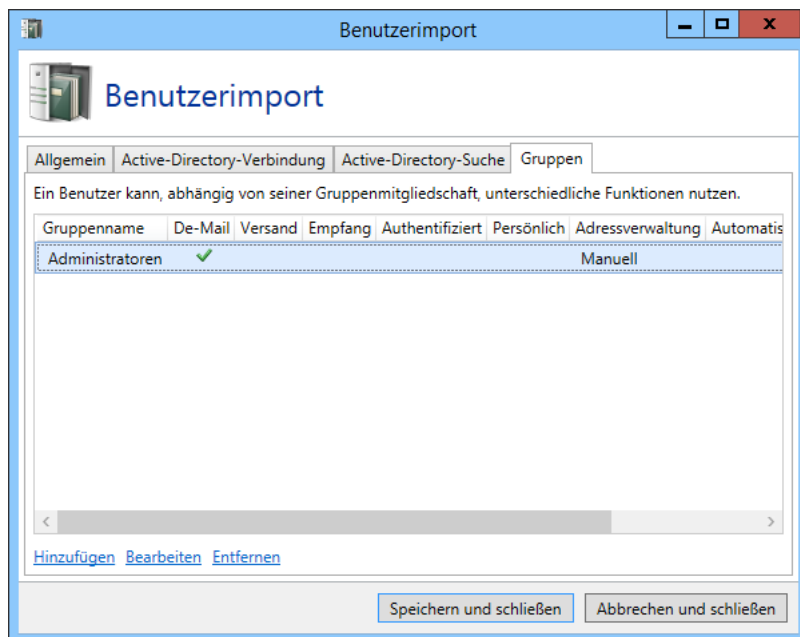 Benutzerimport
Benutzerimport
Allgemein Active-Directory-Verbindung Active-Directory-Suche Gruppen
Ein Benutzer kann, abhängig von seiner Gruppenmitgliedschaft, unterschiedliche Funktionen nutzen.
Gruppenname De-Mail Versand Empfang Authentifiziert Persönlich Adressverwaltung Automatis
Administratoren Manuell
Hinzufügen Bearbeiten Entfernen
Speichern und schließen Abbrechen und schließen